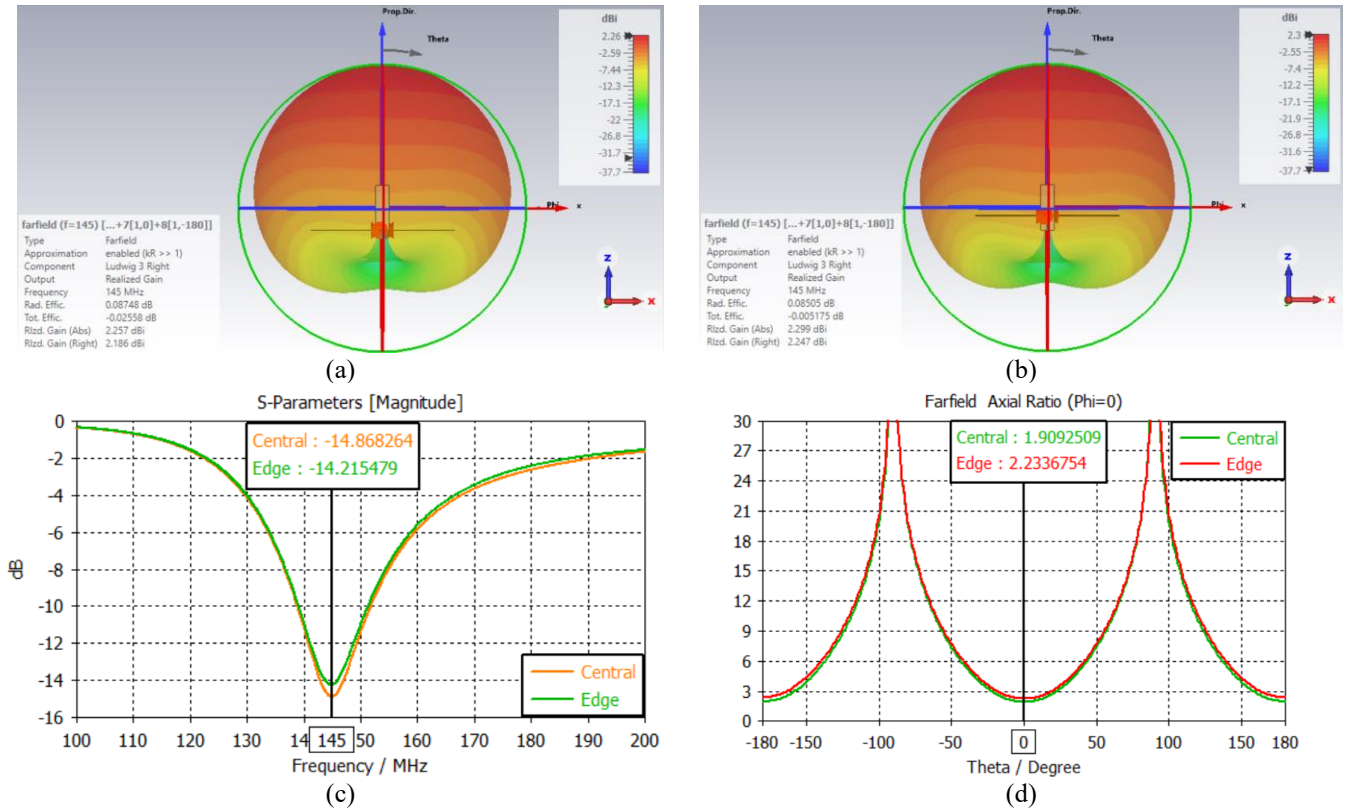 Prop.Dir.
Theta
dBi
2.26
-2.55
-7.44
-12.3
-17.1
-22
-26.8
-31.7
-37.7
Phi
x
farfield (f=145) [...+7[1,0]+8[1,-180]]
Type Farfield
Approximation enabled (kR >> 1)
Component Ludwig 3 Right
Output Realized Gain
Frequency 145 MHz
Rad. Effic. 0.08748 dB
Tot. Effic. -0.02558 dB
Rlzd. Gain (Abs) 2.257 dBi
Rlzd. Gain (Right) 2.186 dBi
z
x
(a)
Prop.Dir.
Theta
dBi
2.3
-2.55
-7.44
-12.3
-17.1
-21.9
-26.8
-31.6
-37.7
Phi
x
farfield (f=145) [...+7[1,0]+8[1,-180]]
Type Farfield
Approximation enabled (kR >> 1)
Component Ludwig 3 Right
Output Realized Gain
Frequency 145 MHz
Rad. Effic. 0.08505 dB
Tot. Effic. -0.005175 dB
Rlzd. Gain (Abs) 2.299 dBi
Rlzd. Gain (Right) 2.247 dBi
z
x
(b)
S-Parameters [Magnitude]
Central : -14.868264
Edge : -14.215479
0
-2
-4
-6
-8
-10
-12
-14
-16
dB
Central
Edge
100 110 120 130 145 150 160 170 180 190 200
Frequency / MHz
(c)
Farfield Axial Ratio (Phi=0)
Central : 1.9092509
Edge : 2.2336754
Central
Edge
30
27
24
21
18
15
12
9
6
3
0
-180 -150 -100 -50 0 50 100 150 180
Theta / Degree
(d)